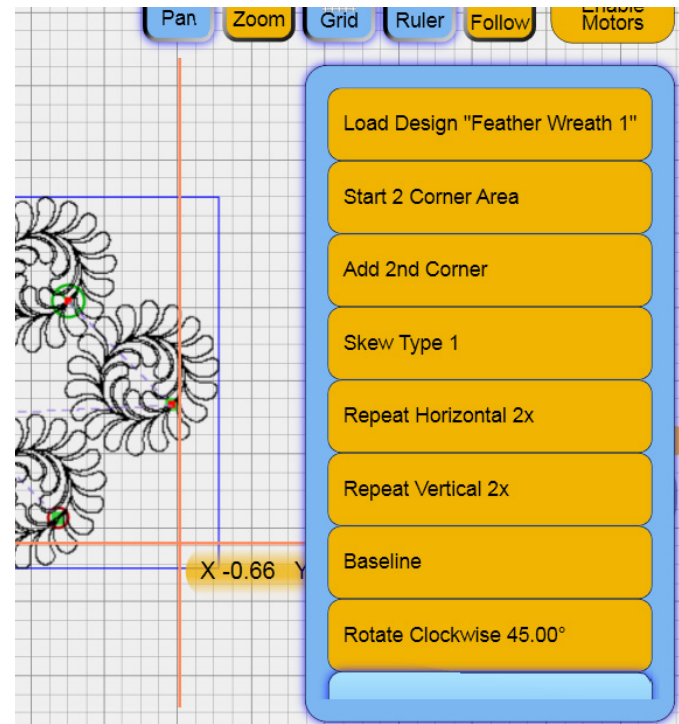 Pan
Zoom
Grid
Ruler
Follow
Enable
Motors
Load Design "Feather Wreath 1"
Start 2 Corner Area
Add 2nd Corner
Skew Type 1
Repeat Horizontal 2x
Repeat Vertical 2x
Baseline
X -0.66 Y
Rotate Clockwise 45.00°